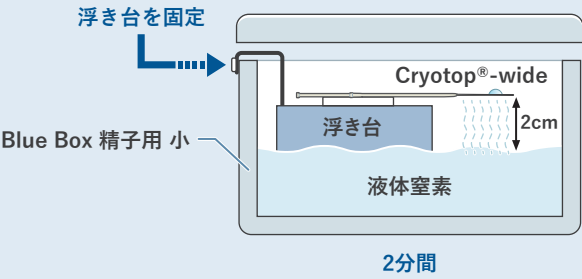 浮き台を固定
Cryotop®-wide
2cm
浮き台
Blue Box 精子用 小
液体窒素
2分間